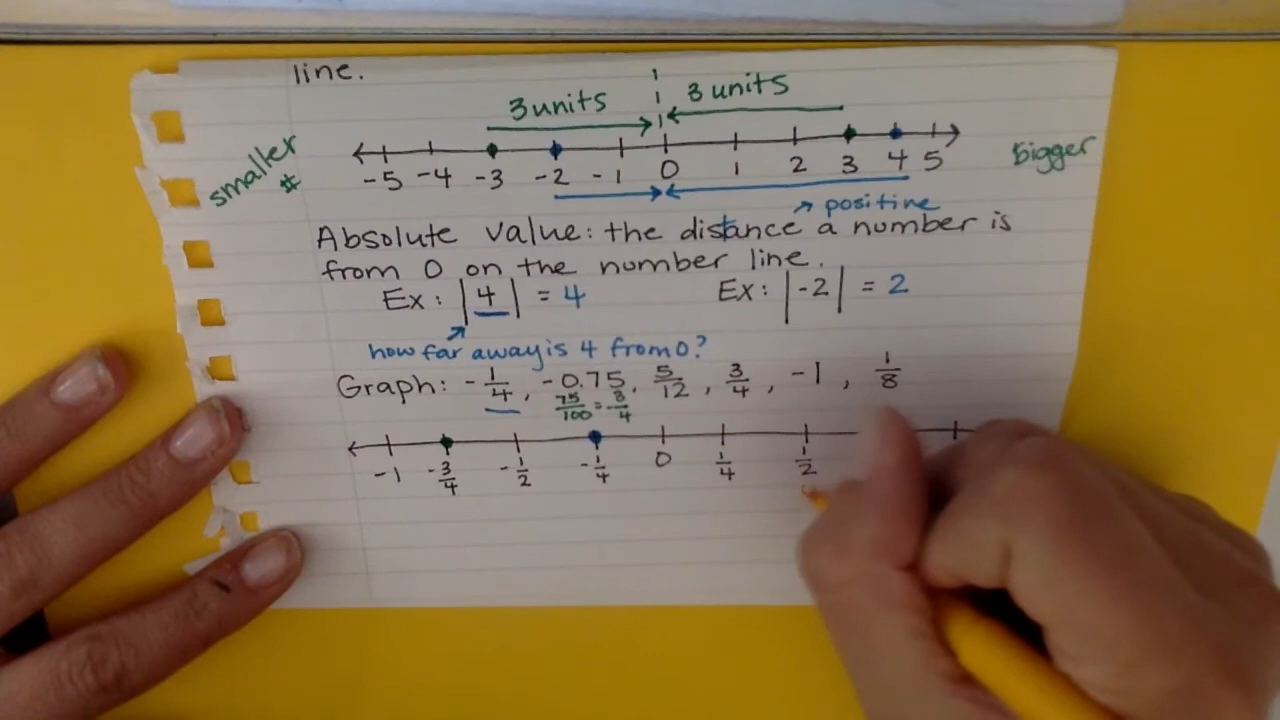 line.
3 units 3 units
smaller # -5 -4 -3 -2 -1 0 1 2 3 4 5 bigger
positive
Absolute value: the distance a number is
from 0 on the number line.
Ex: |4| = 4 Ex: |-2| = 2
how far away is 4 from 0?
Graph: -1/4, -0.75, 5/12, 3/4, -1, 1/8
75/100 = -3/4
-1 -3/4 -1/2 -1/4 0 1/4 1/2